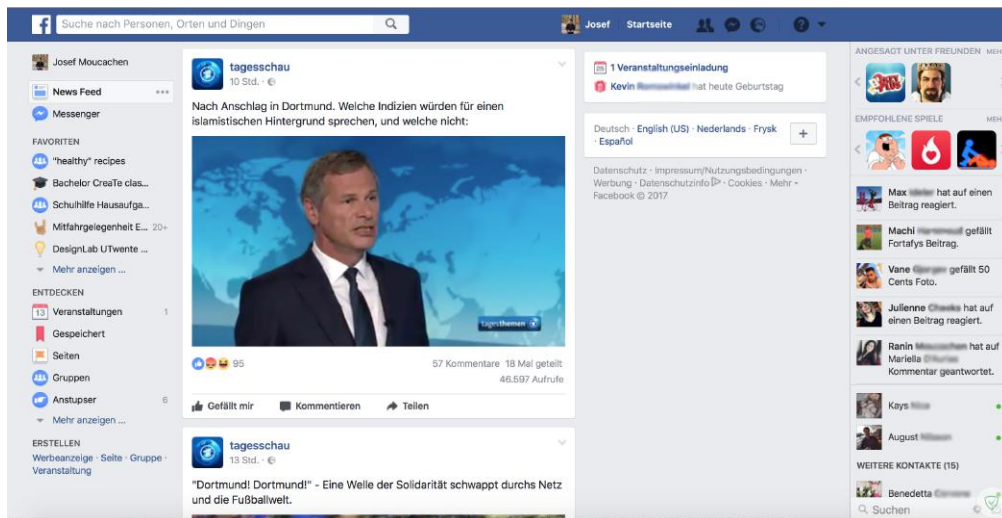 Suche nach Personen, Orten und Dingen
Josef
Startseite
Josef Moucachen
News Feed
Messenger
FAVORITEN
"healthy" recipes
Bachelor CreaTe clas...
Schulhilfe Hausaufga...
Mitfahrgelegenheit E... 20+
DesignLab UTwente ...
Mehr anzeigen ...
ENTDECKEN
Veranstaltungen 1
Gespeichert
Seiten
Gruppen
Anstupser 6
Mehr anzeigen ...
ERSTELLEN
Werbeanzeige · Seite · Gruppe ·
Veranstaltung
tagesschau
10 Std. ·
Nach Anschlag in Dortmund. Welche Indizien würden für einen
islamistischen Hintergrund sprechen, und welche nicht:
tagesthemen
95
57 Kommentare 18 Mal geteilt
46.597 Aufrufe
Gefällt mir
Kommentieren
Teilen
tagesschau
13 Std. ·
"Dortmund! Dortmund!" - Eine Welle der Solidarität schwappt durchs Netz
und die Fußballwelt.
1 Veranstaltungseinladung
Kevin hat heute Geburtstag
Deutsch · English (US) · Nederlands · Frysk
· Español
Datenschutz · Impressum/Nutzungsbedingungen ·
Werbung · Datenschutzinfo · Cookies · Mehr
Facebook © 2017
ANGESAGT UNTER FREUNDEN MEH
EMPFOHLENE SPIELE MEH
Max hat auf einen
Beitrag reagiert.
Machi gefällt
Fortafys Beitrag.
Vane gefällt 50
Cents Foto.
Julienne hat auf
einen Beitrag reagiert.
Ranin hat auf
Mariella
Kommentar geantwortet.
Kays
August
WEITERE KONTAKTE (15)
Benedetta
Suchen